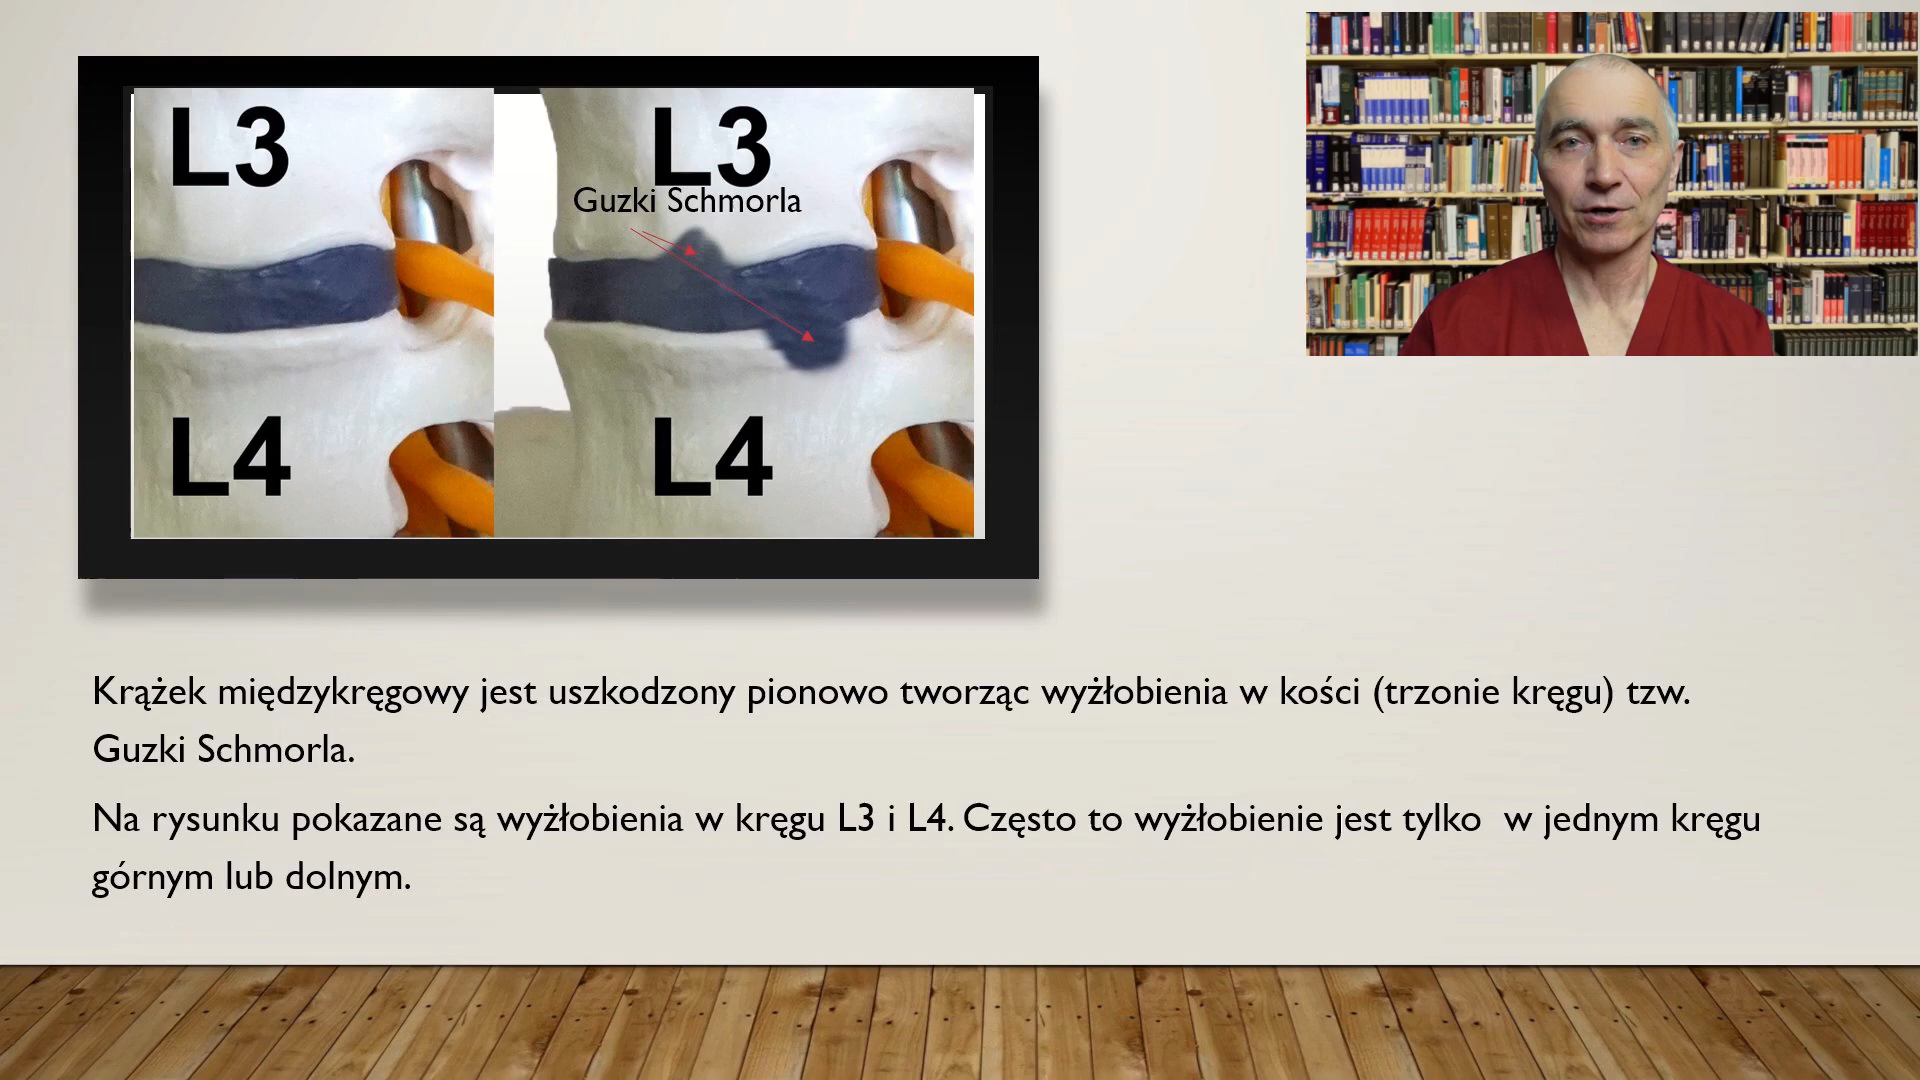 L3
L3
Guzki Schmorla
L4
L4
Krążek międzykręgowy jest uszkodzony pionowo tworząc wyżłobienia w kości (trzonie kręgu) tzw.
Guzki Schmorla.
Na rysunku pokazane są wyżłobienia w kręgu L3 i L4. Często to wyżłobienie jest tylko  w jednym kręgu
górnym lub dolnym.